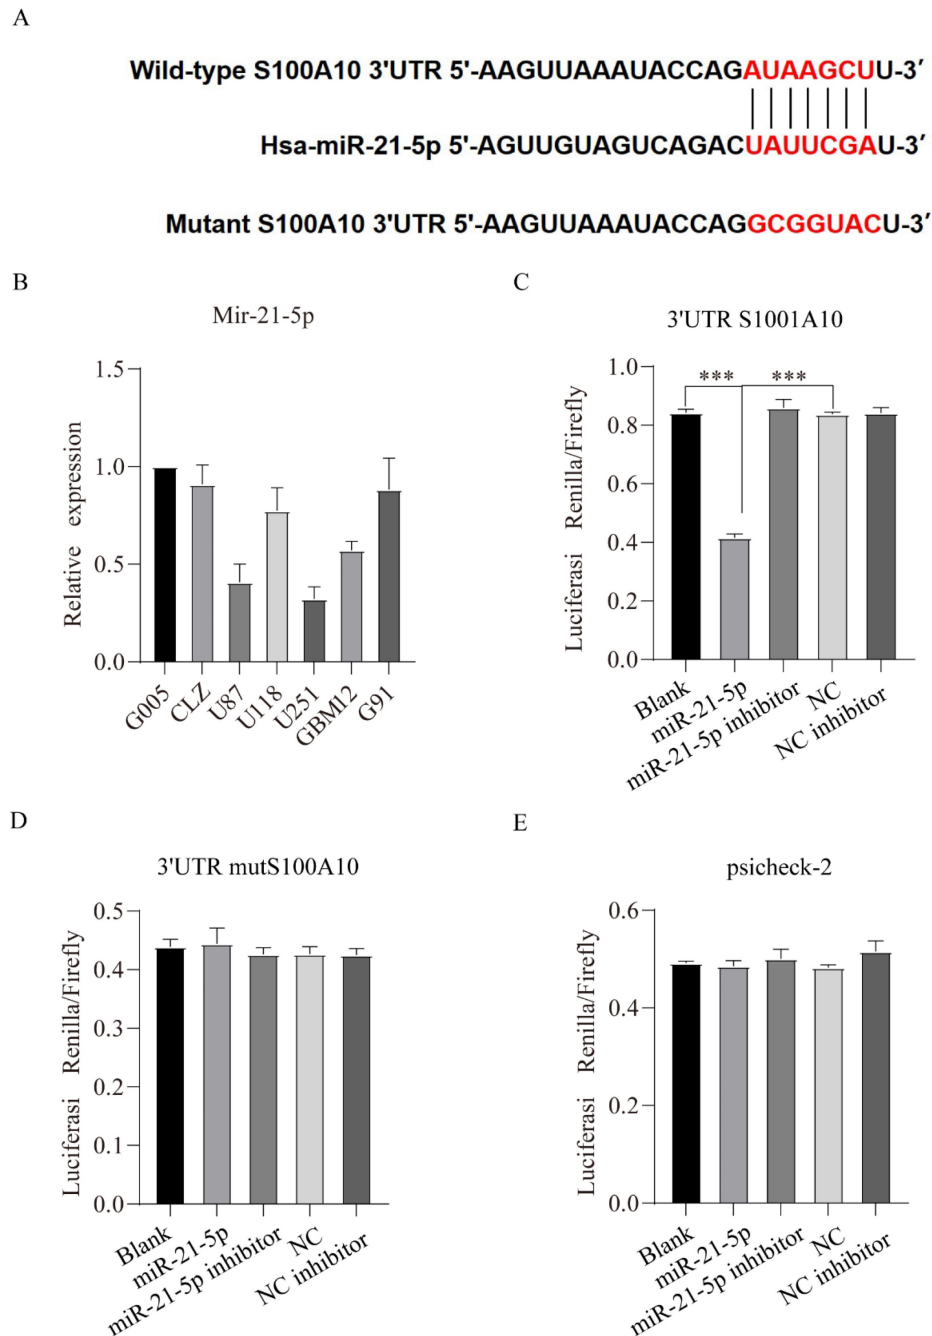 A
Wild-type S100A10 3'UTR 5'-AAGUUAAAUACCAGAUAAGCUU-3′
Hsa-miR-21-5p 5'-AGUUGUAGUCAGACUAUUCGAU-3′
Mutant S100A10 3'UTR 5'-AAGUUAAAUACCAGGCGGUACU-3′
B
Mir-21-5p
Relative expression
1.5
1.0
0.5
0.0
G005
CLZ
U87
U118
U251
GBM12
G91
C
3'UTR S1001A10
Luciferasi Renilla/Firefly
1.0
0.8
0.6
0.4
0.2
0.0
***
***
Blank
miR-21-5p
miR-21-5p inhibitor
NC
NC inhibitor
D
3'UTR mutS100A10
Luciferasi Renilla/Firefly
0.5
0.4
0.3
0.2
0.1
0.0
Blank
miR-21-5p
miR-21-5p inhibitor
NC
NC inhibitor
E
psicheck-2
Luciferasi Renilla/Firefly
0.6
0.4
0.2
0.0
Blank
miR-21-5p
miR-21-5p inhibitor
NC
NC inhibitor